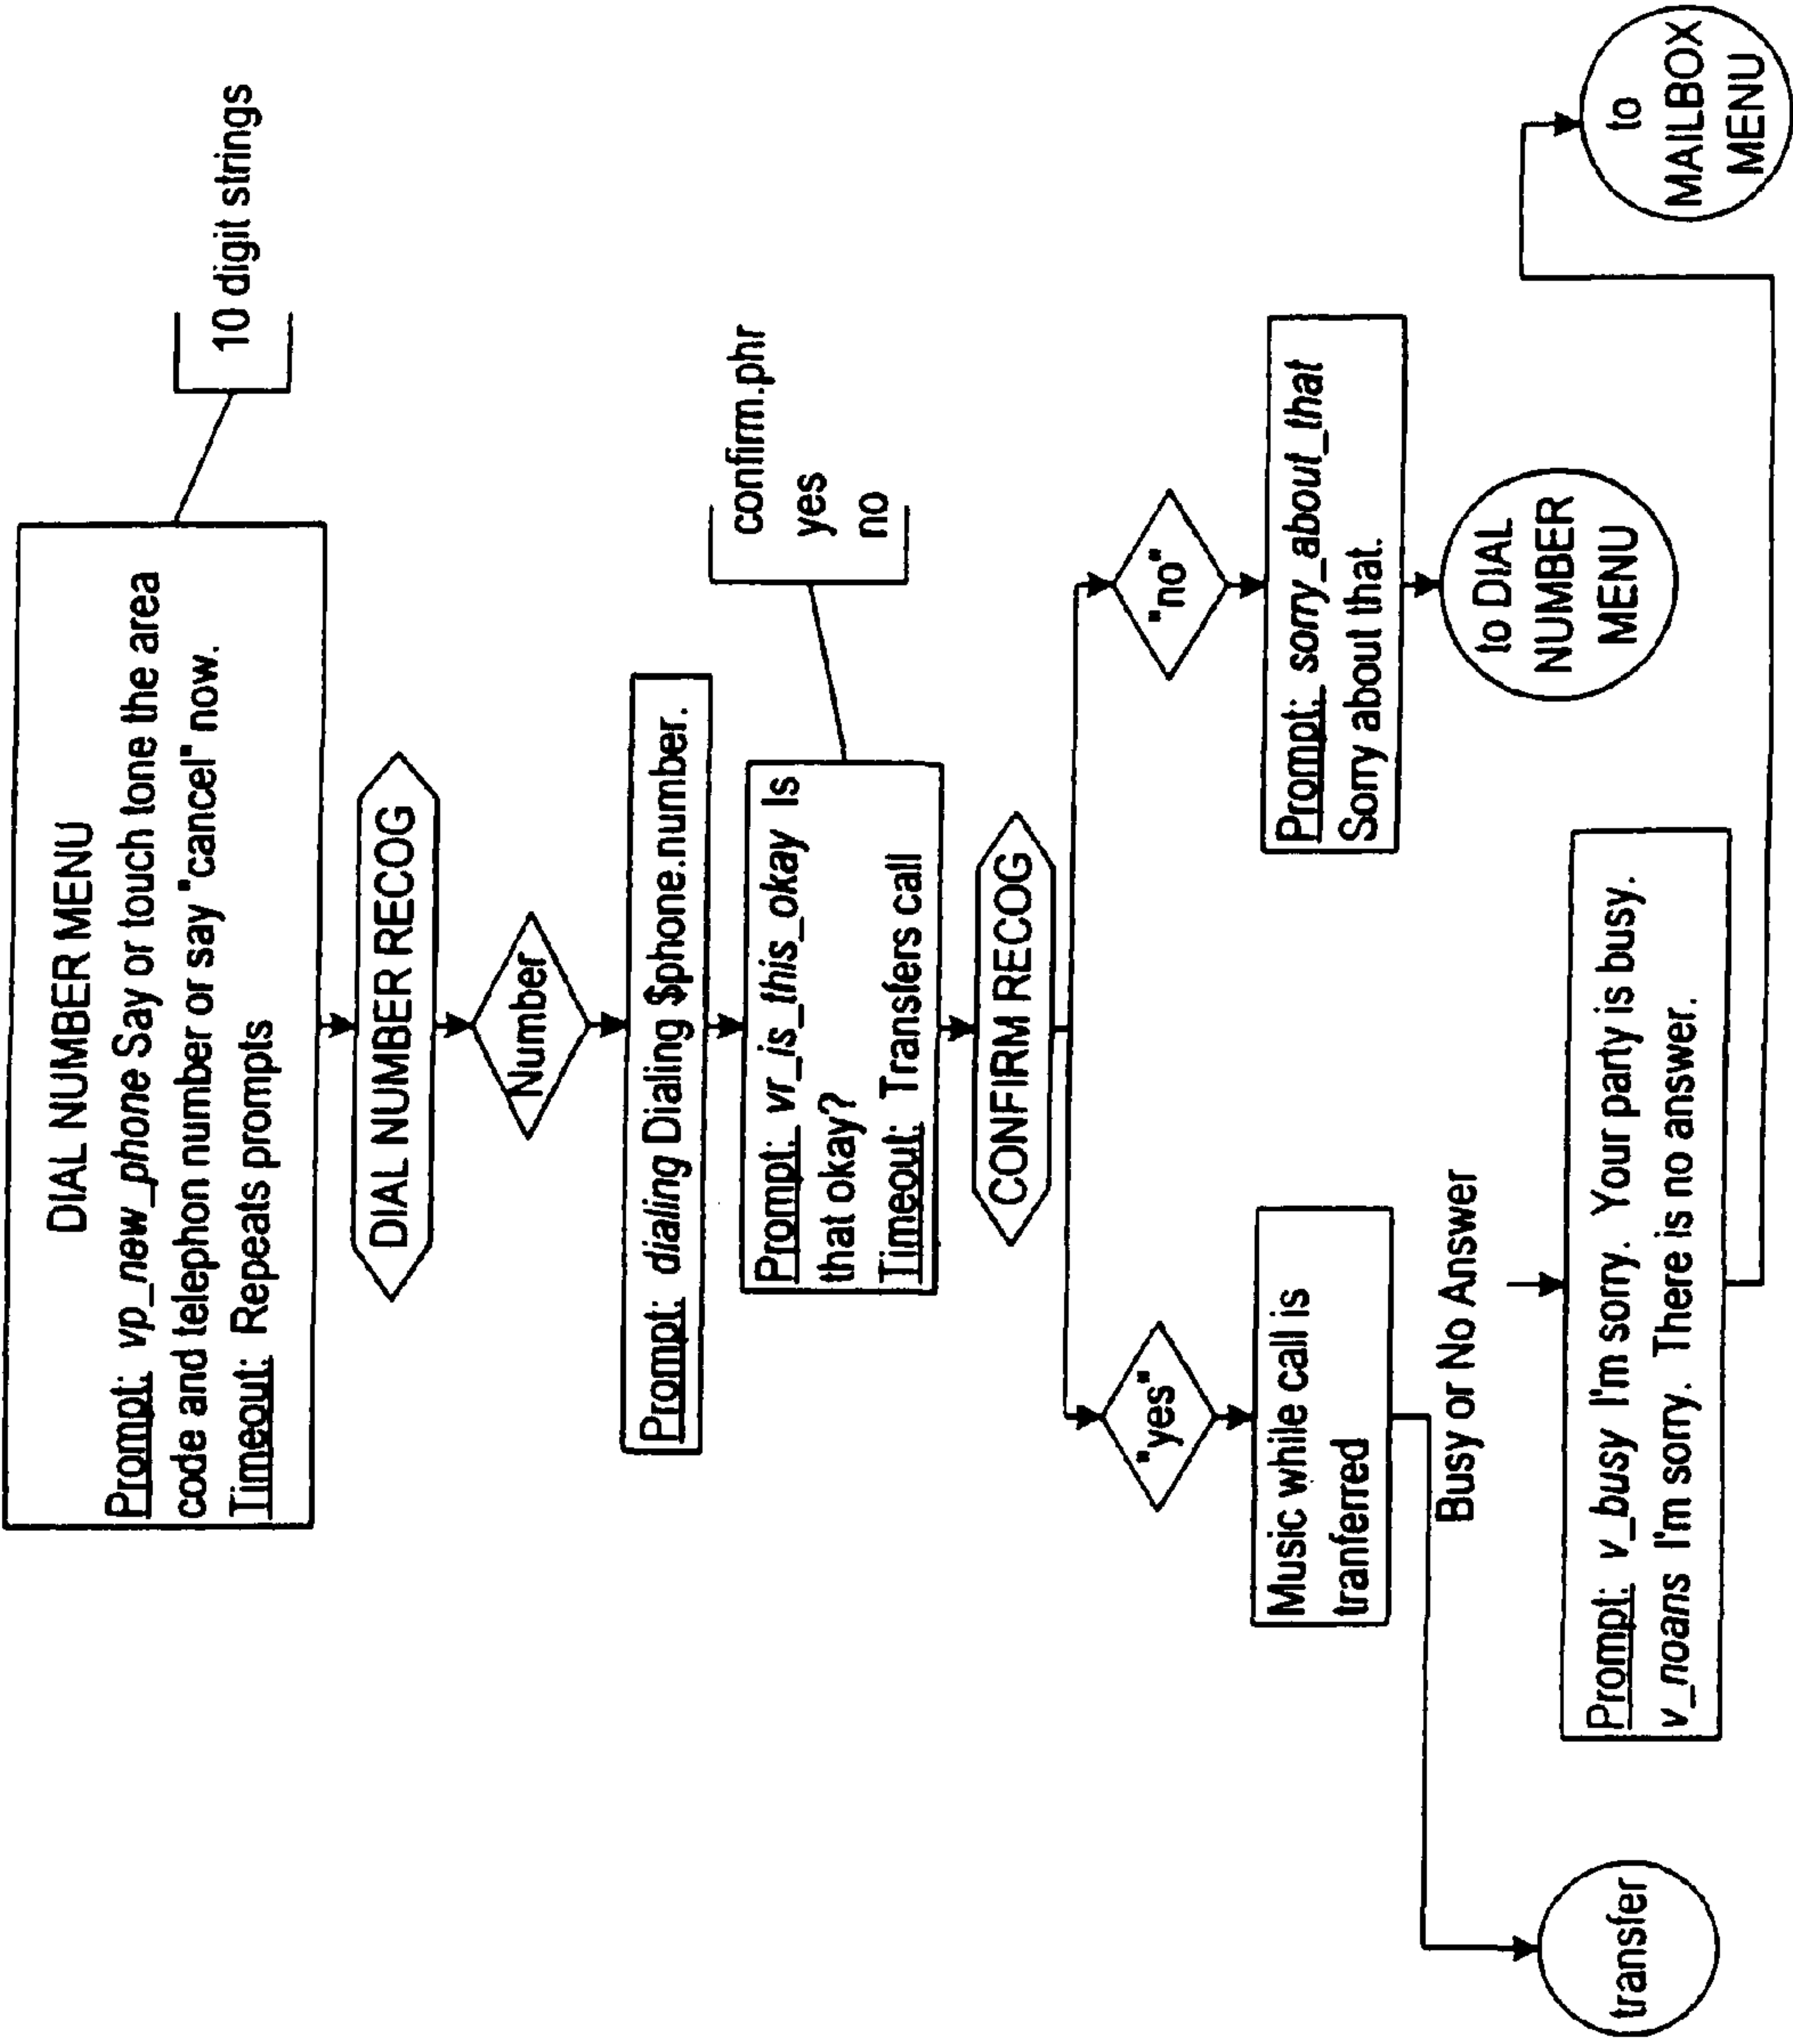 DIAL NUMBER MENU
Prompt: vp_new_phone Say or touch tone the area
code and telephon number or say "cancel" now.
Timeout: Repeats prompts
10 digit strings
DIAL NUMBER RECOG
Number
Prompt: dialing Dialing $phone.number.
Prompt: vr_is_this_okay Is
that okay?
Timeout: Transfers call
confirm.phr
yes
no
CONFIRM RECOG
"yes"
"no"
Music while call is
tranferred
Prompt: sorry_about_that
Sorry about that.
to DIAL
NUMBER
MENU
Busy or No Answer
transfer
Prompt: v_busy I'm sorry. Your party is busy.
v_noans I'm sorry. There is no answer.
to
MAILBOX
MENU